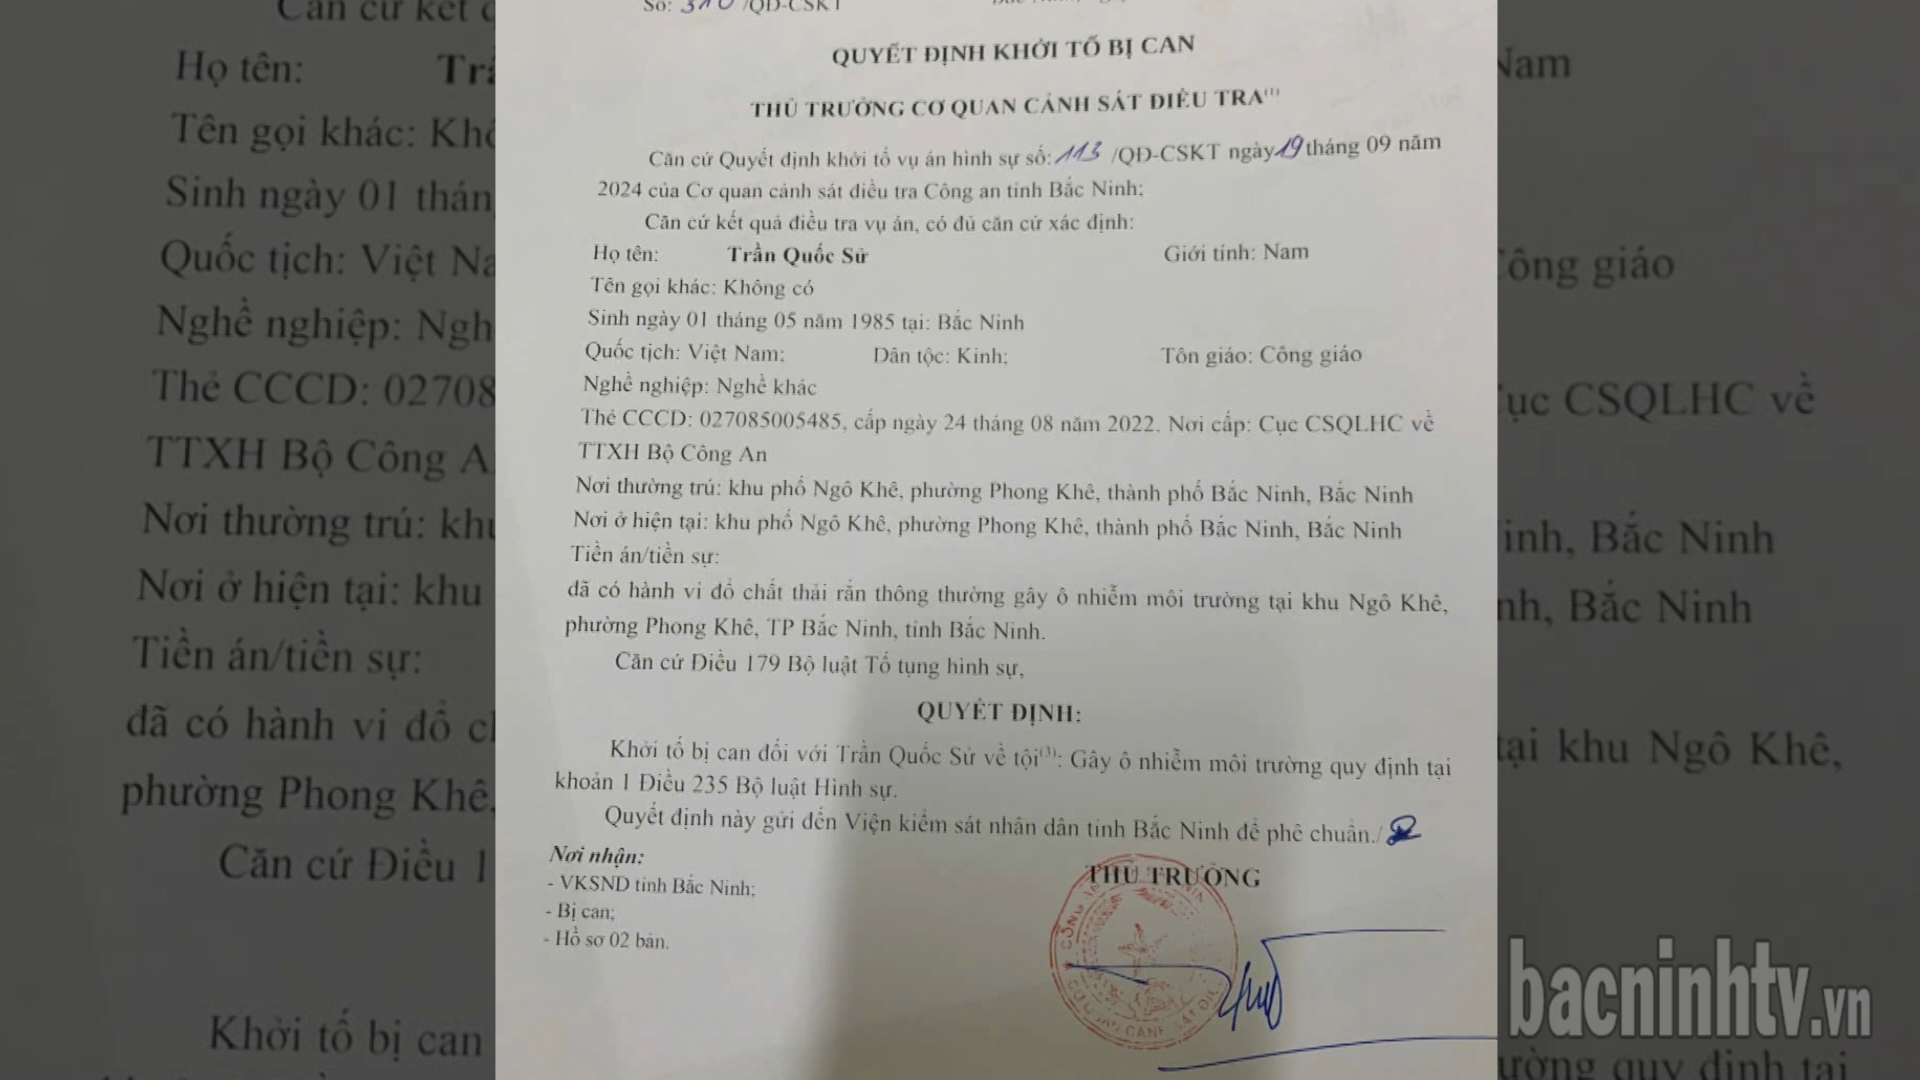 Số: 310 /QĐ-CSKT
QUYẾT ĐỊNH KHỞI TỐ BỊ CAN
THỦ TRƯỞNG CƠ QUAN CẢNH SÁT ĐIỀU TRA(1)
Căn cứ Quyết định khởi tố vụ án hình sự số: 113 /QĐ-CSKT ngày 19 tháng 09 năm
2024 của Cơ quan cảnh sát điều tra Công an tỉnh Bắc Ninh;
Căn cứ kết quả điều tra vụ án, có đủ căn cứ xác định:
Họ tên: Trần Quốc Sử Giới tính: Nam
Tên gọi khác: Không có
Sinh ngày 01 tháng 05 năm 1985 tại: Bắc Ninh
Quốc tịch: Việt Nam; Dân tộc: Kinh; Tôn giáo: Công giáo
Nghề nghiệp: Nghề khác
Thẻ CCCD: 027085005485, cấp ngày 24 tháng 08 năm 2022. Nơi cấp: Cục CSQLHC về
TTXH Bộ Công An
Nơi thường trú: khu phố Ngô Khê, phường Phong Khê, thành phố Bắc Ninh, Bắc Ninh
Nơi ở hiện tại: khu phố Ngô Khê, phường Phong Khê, thành phố Bắc Ninh, Bắc Ninh
Tiền án/tiền sự:
đã có hành vi đổ chất thải rắn thông thường gây ô nhiễm môi trường tại khu Ngô Khê,
phường Phong Khê, TP Bắc Ninh, tỉnh Bắc Ninh.
Căn cứ Điều 179 Bộ luật Tố tụng hình sự,
QUYẾT ĐỊNH:
Khởi tố bị can đối với Trần Quốc Sử về tội(3): Gây ô nhiễm môi trường quy định tại
khoản 1 Điều 235 Bộ luật Hình sự.
Quyết định này gửi đến Viện kiểm sát nhân dân tỉnh Bắc Ninh để phê chuẩn./
Nơi nhận:
- VKSND tỉnh Bắc Ninh;
- Bị can;
- Hồ sơ 02 bản.
THỦ TRƯỞNG
bacninhtv.vn